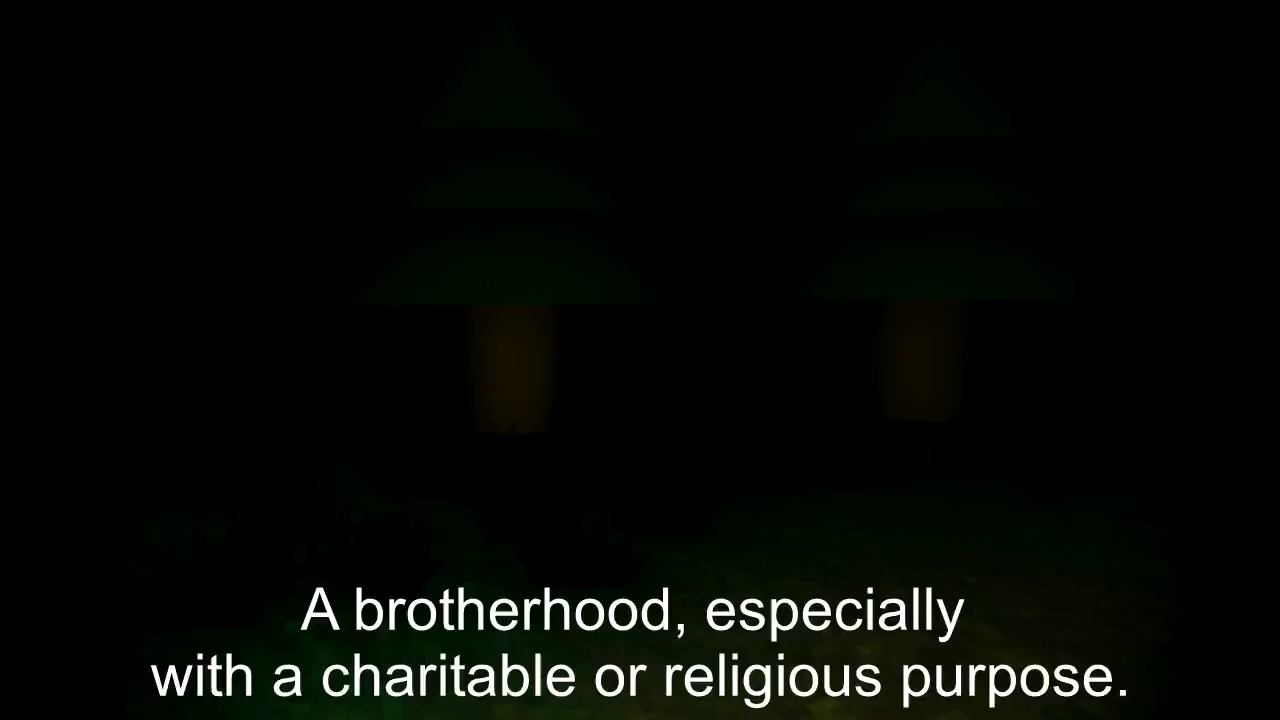 A brotherhood, especially
with a charitable or religious purpose.